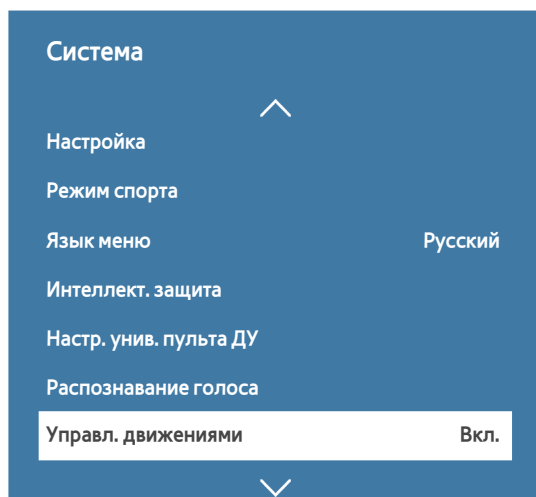 Система
Настройка
Режим спорта
Язык меню Русский
Интеллект. защита
Настр. унив. пульта ДУ
Распознавание голоса
Управл. движениями Вкл.